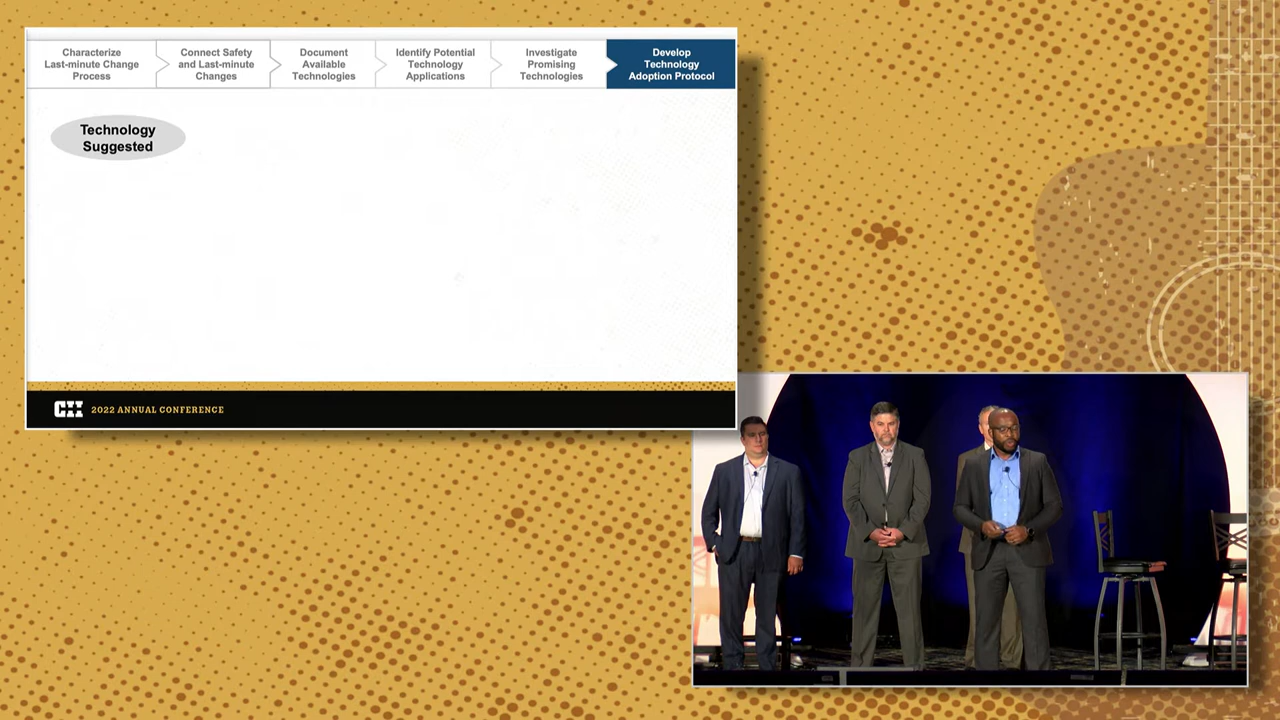 Characterize
Last-minute Change
Process
Connect Safety
and Last-minute
Changes
Document
Available
Technologies
Identify Potential
Technology
Applications
Investigate
Promising
Technologies
Develop
Technology
Adoption Protocol
Technology
Suggested
CII 2022 ANNUAL CONFERENCE